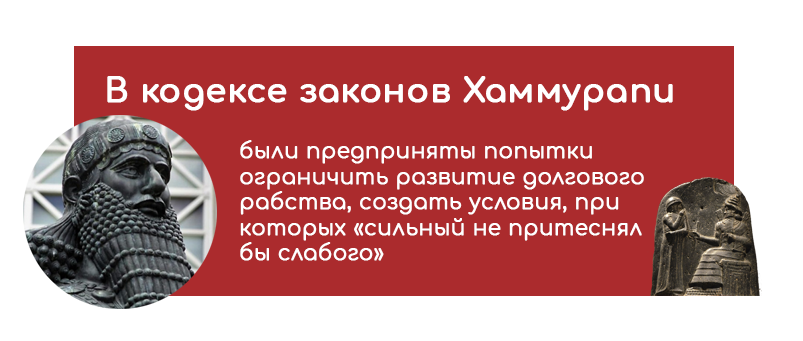 В кодексе законов Хаммурапи
были предприняты попытки
ограничить развитие долгового
рабства, создать условия, при
которых «сильный не притеснял
бы слабого»